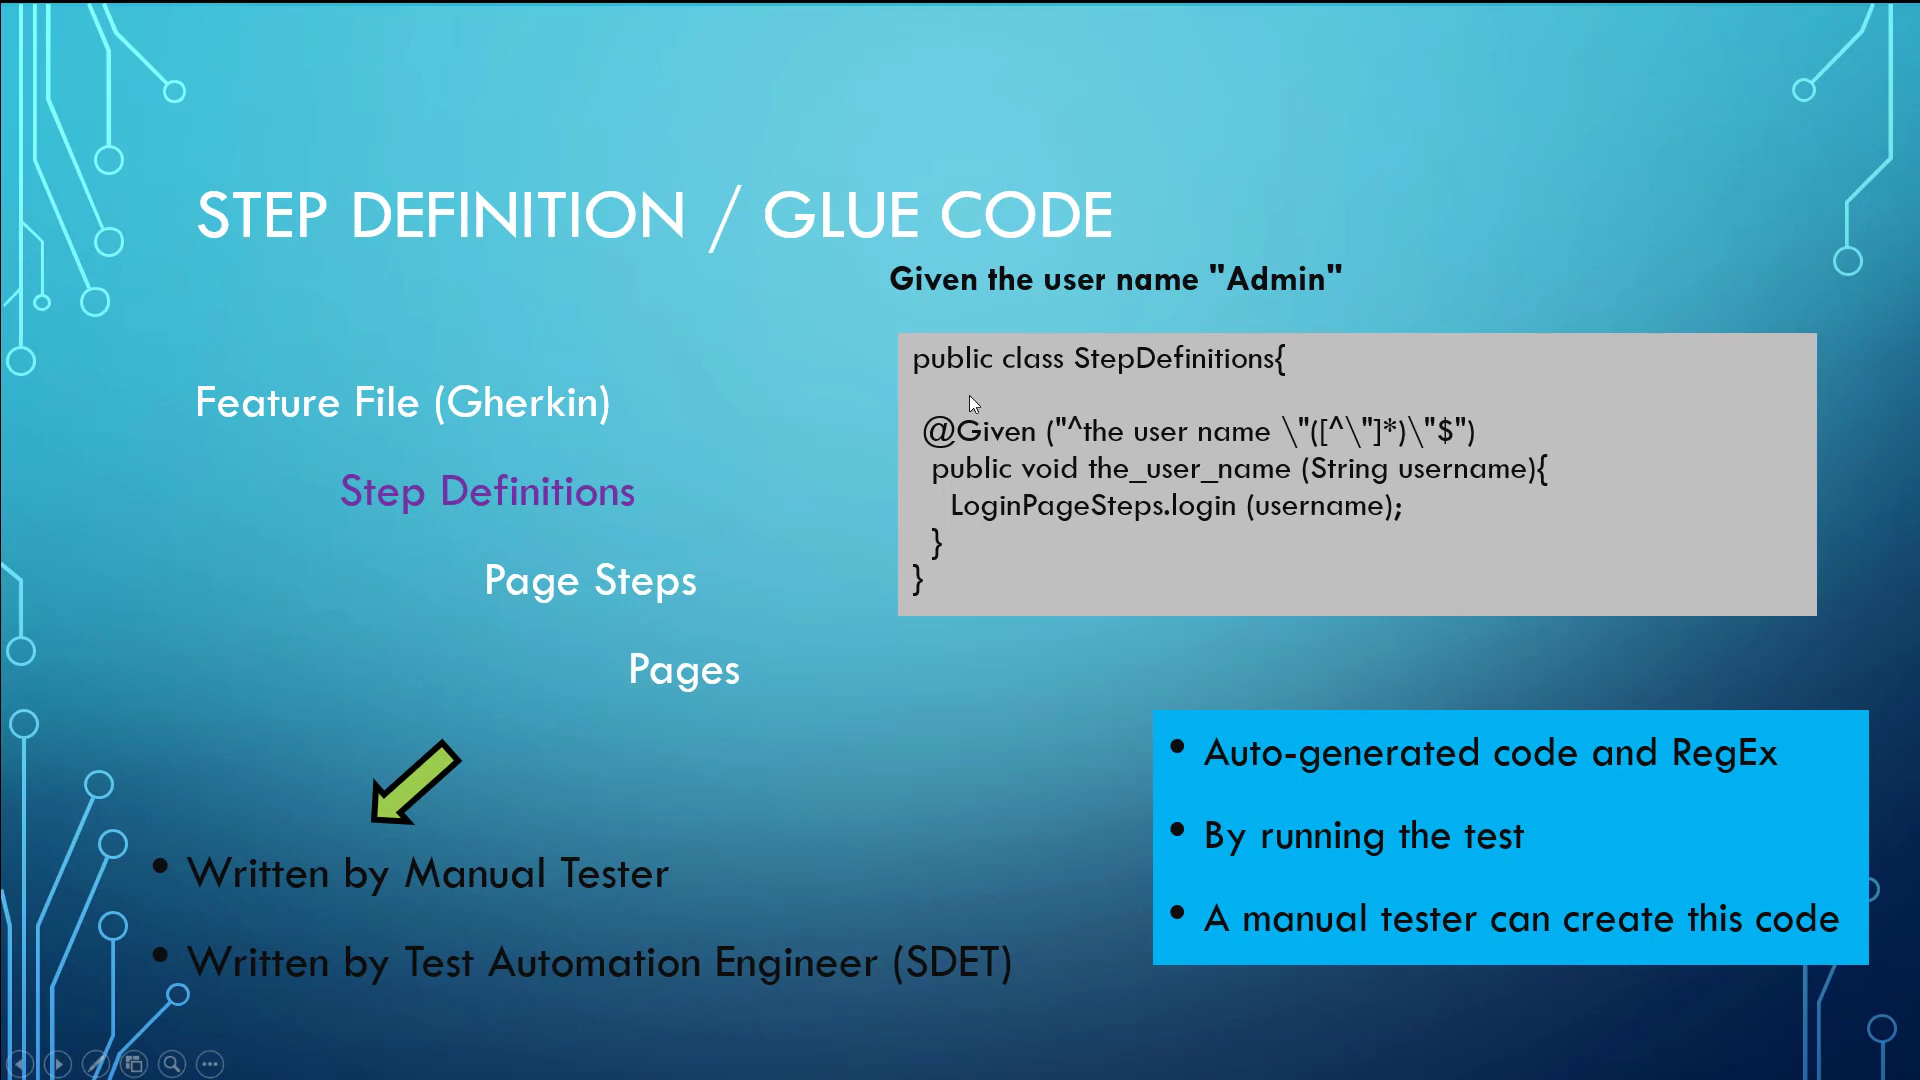 STEP DEFINITION / GLUE CODE
Given the user name "Admin"
Feature File (Gherkin)
Step Definitions
Page Steps
Pages
public class StepDefinitions{
@Given ("^the user name \"([^\"]*)\"$")
public void the_user_name (String username){
LoginPageSteps.login (username);
}
}
• Written by Manual Tester
• Written by Test Automation Engineer (SDET)
• Auto-generated code and RegEx
• By running the test
• A manual tester can create this code